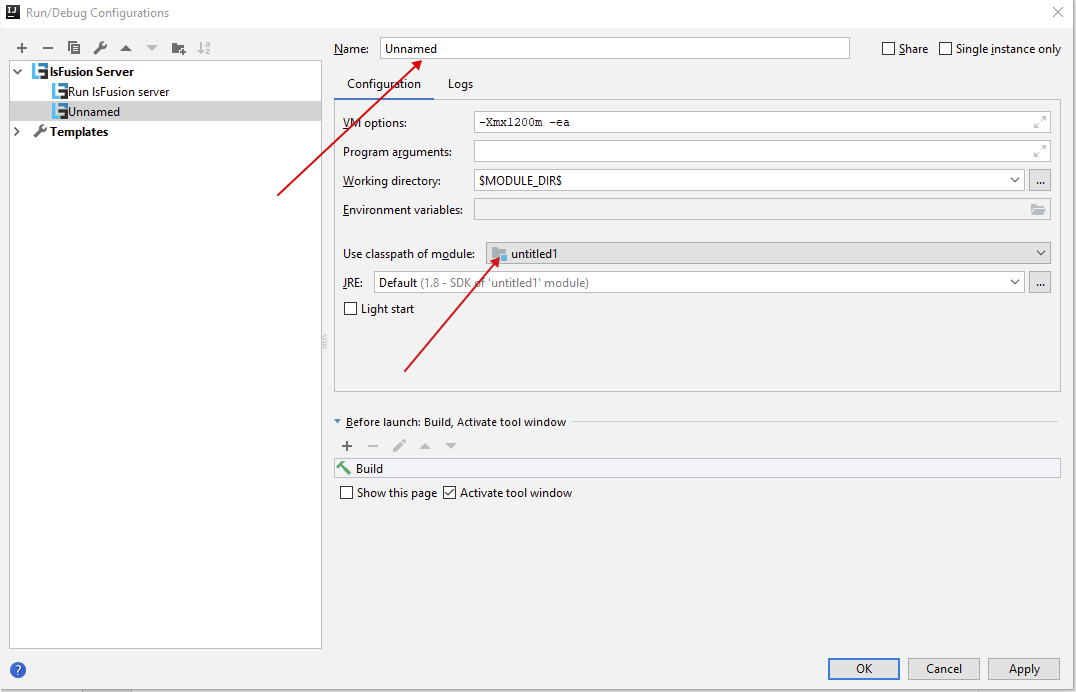 Run/Debug Configurations
lsFusion Server
Run lsFusion server
Unnamed
Templates
Name: Unnamed
Share
Single instance only
Configuration
Logs
VM options: -Xmx1200m -ea
Program arguments:
Working directory: $MODULE_DIR$
...
Environment variables:
Use classpath of module: untitled1
JRE: Default (1.8 - SDK of 'untitled1' module)
...
Light start
Before launch: Build, Activate tool window
Build
Show this page
Activate tool window
?
OK
Cancel
Apply